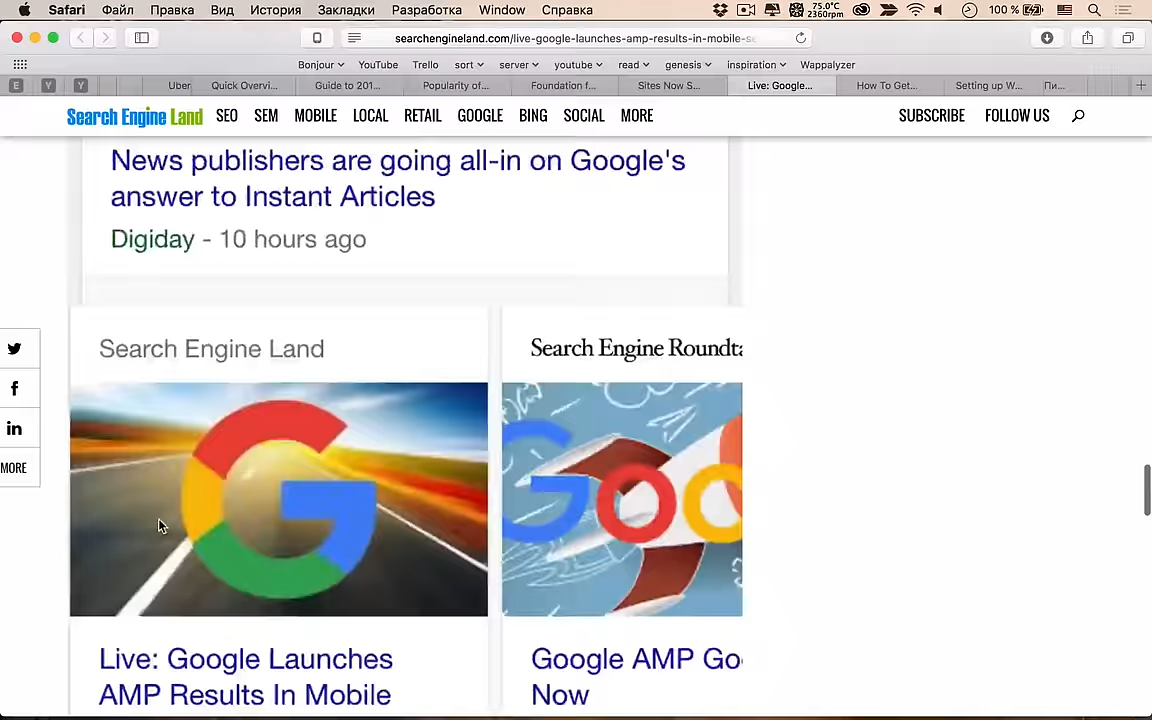 Safari Файл Правка Вид История Закладки Разработка Window Справка 75.0°C 2360rpm 100 %
searchengineland.com/live-google-launches-amp-results-in-mobile-se
Bonjour YouTube Trello sort server youtube read genesis inspiration Wappalyzer
E Y Y Uber Quick Overvi... Guide to 201... Popularity of... Foundation f... Sites Now S... Live: Google... How To Get... Setting up W... Пи...
Search Engine Land SEO SEM MOBILE LOCAL RETAIL GOOGLE BING SOCIAL MORE SUBSCRIBE FOLLOW US
News publishers are going all-in on Google's
answer to Instant Articles
Digiday - 10 hours ago
Search Engine Land
Search Engine Roundta
MORE
Live: Google Launches
AMP Results In Mobile
Google AMP Go
Now